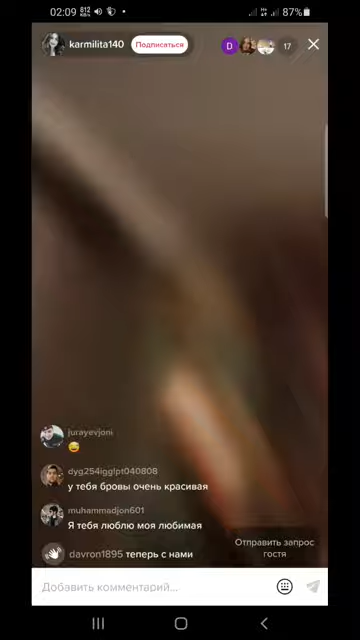 02:09 87%
karmilita140 Подписаться D 17
jurayevjoni
dyg254igglpt040808
у тебя бровы очень красивая
muhammadjon601
Я тебя люблю моя любимая
davron1895 теперь с нами
Отправить запрос
гостя
Добавить комментарий...